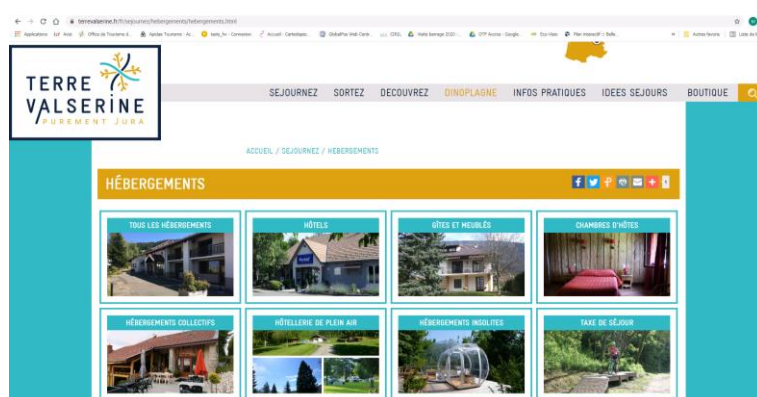 terrevalserine.fr/fr/sejournez/hebergements/hebergements.html
Applications
TERRE
VALSERINE
PUREMENT JURA
SEJOURNEZ SORTEZ DECOUVREZ DINOPLAGNE INFOS PRATIQUES IDEES SEJOURS BOUTIQUE
ACCUEIL / SEJOURNEZ / HEBERGEMENTS
HÉBERGEMENTS
TOUS LES HÉBERGEMENTS HÔTELS GÎTES ET MEUBLÉS CHAMBRES D'HÔTES
HÉBERGEMENTS COLLECTIFS HÔTELLERIE DE PLEIN AIR HÉBERGEMENTS INSOLITES TAXE DE SÉJOUR